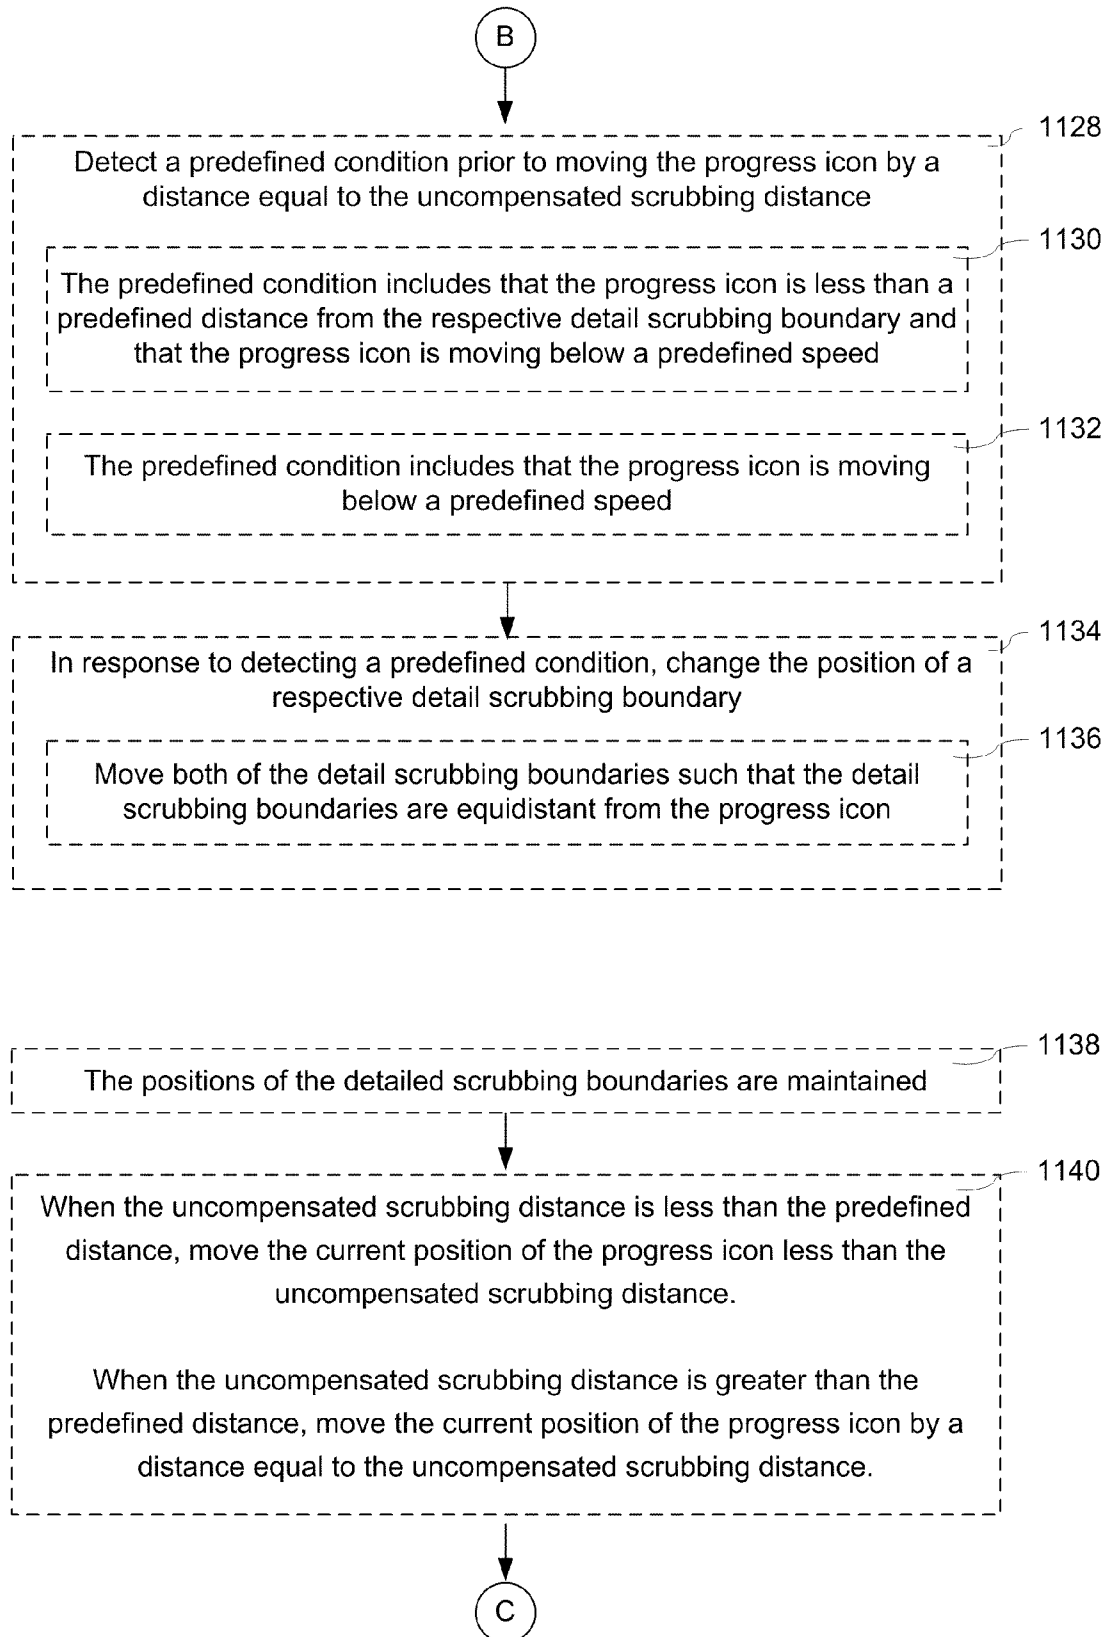 B
1128
Detect a predefined condition prior to moving the progress icon by a
distance equal to the uncompensated scrubbing distance
1130
The predefined condition includes that the progress icon is less than a
predefined distance from the respective detail scrubbing boundary and
that the progress icon is moving below a predefined speed
1132
The predefined condition includes that the progress icon is moving
below a predefined speed
1134
In response to detecting a predefined condition, change the position of a
respective detail scrubbing boundary
1136
Move both of the detail scrubbing boundaries such that the detail
scrubbing boundaries are equidistant from the progress icon
1138
The positions of the detailed scrubbing boundaries are maintained
1140
When the uncompensated scrubbing distance is less than the predefined
distance, move the current position of the progress icon less than the
uncompensated scrubbing distance.
When the uncompensated scrubbing distance is greater than the
predefined distance, move the current position of the progress icon by a
distance equal to the uncompensated scrubbing distance.
C